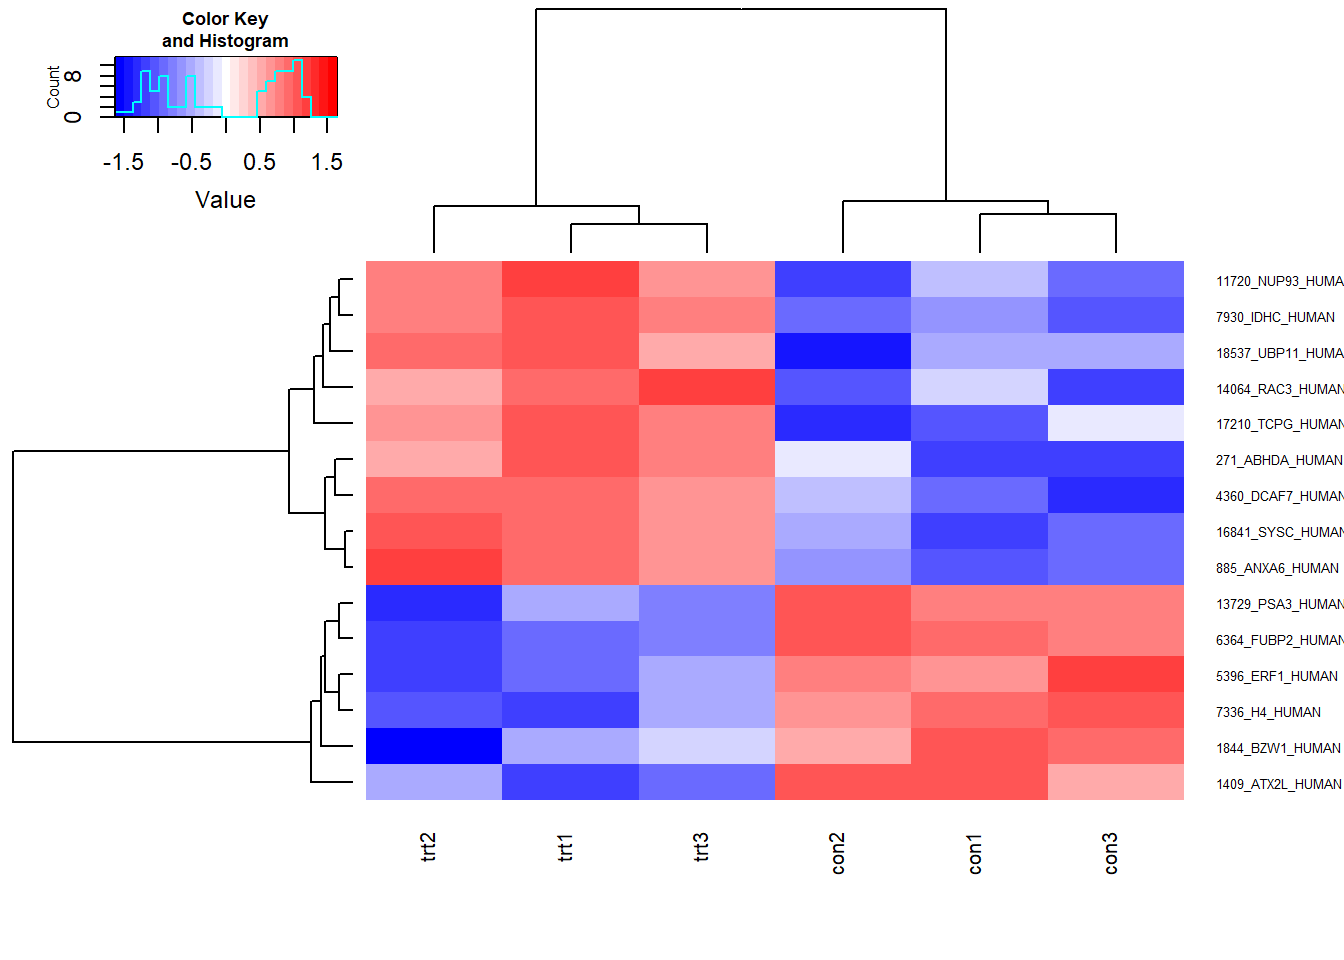 Color Key
and Histogram
Count
0 8
-1.5 -0.5 0.5 1.5
Value
11720_NUP93_HUMA
7930_IDHC_HUMAN
18537_UBP11_HUMA
14064_RAC3_HUMAN
17210_TCPG_HUMAN
271_ABHDA_HUMAN
4360_DCAF7_HUMAN
16841_SYSC_HUMAN
885_ANXA6_HUMAN
13729_PSA3_HUMAN
6364_FUBP2_HUMAN
5396_ERF1_HUMAN
7336_H4_HUMAN
1844_BZW1_HUMAN
1409_ATX2L_HUMAN
trt2 trt1 trt3 con2 con1 con3